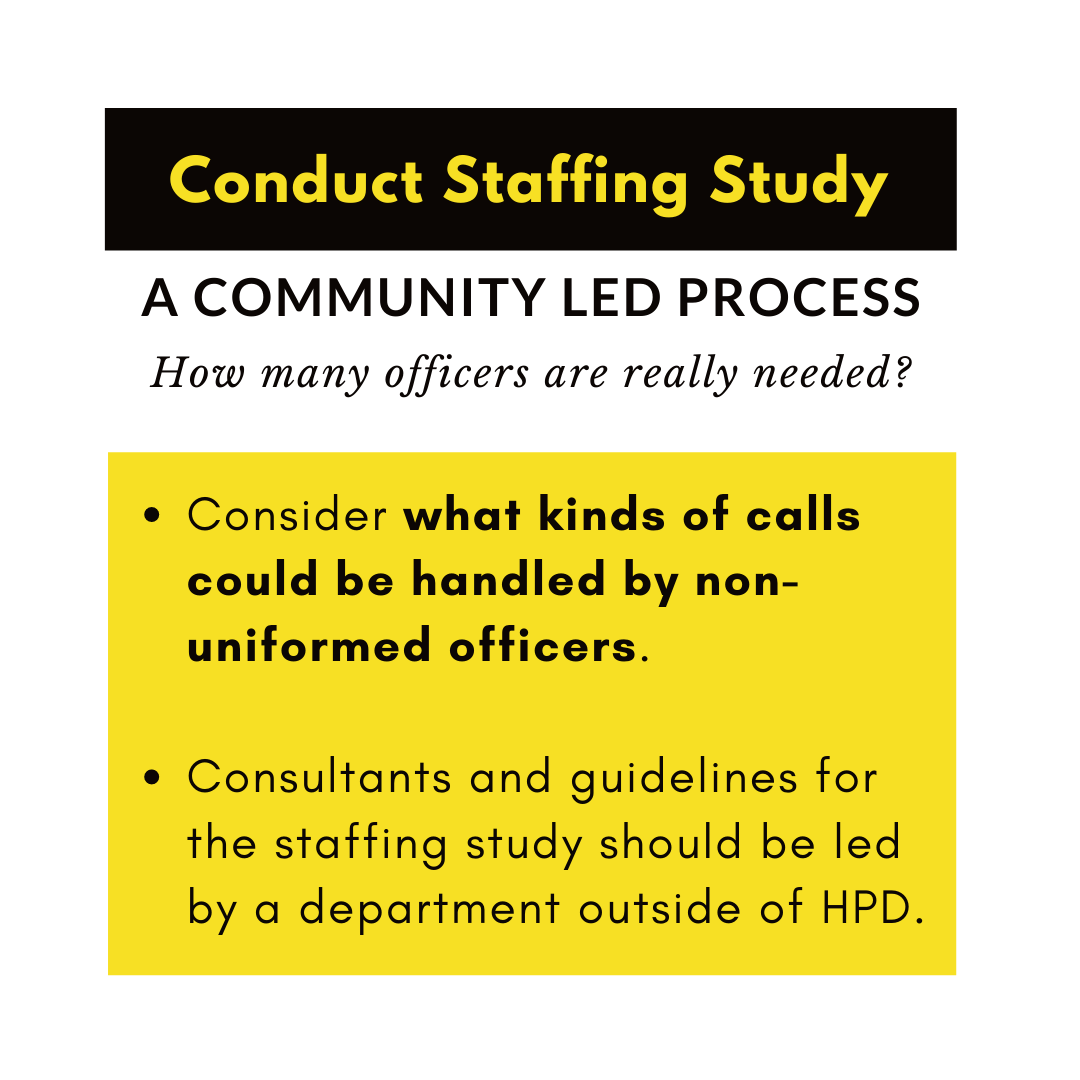 Conduct Staffing Study
A COMMUNITY LED PROCESS
How many officers are really needed?
• Consider what kinds of calls
could be handled by non-
uniformed officers.
• Consultants and guidelines for
the staffing study should be led
by a department outside of HPD.